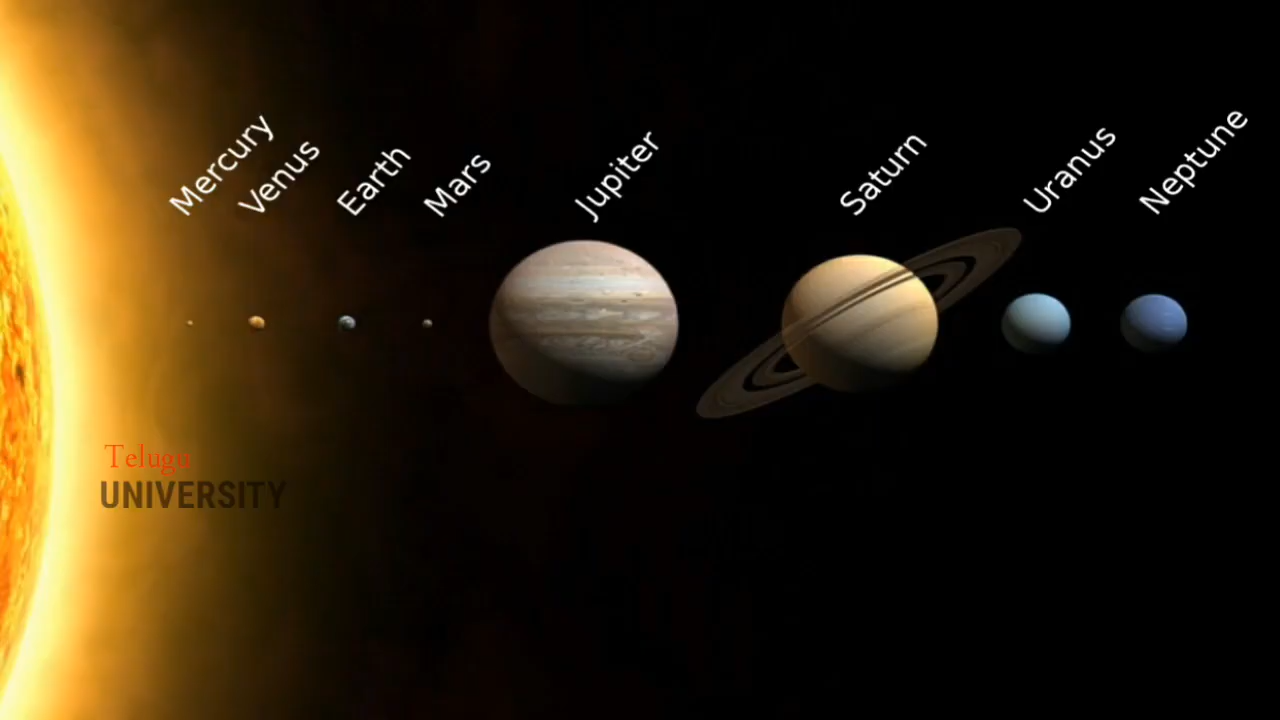 Mercury
Venus
Earth
Mars
Jupiter
Saturn
Uranus
Neptune
Telugu
UNIVERSITY